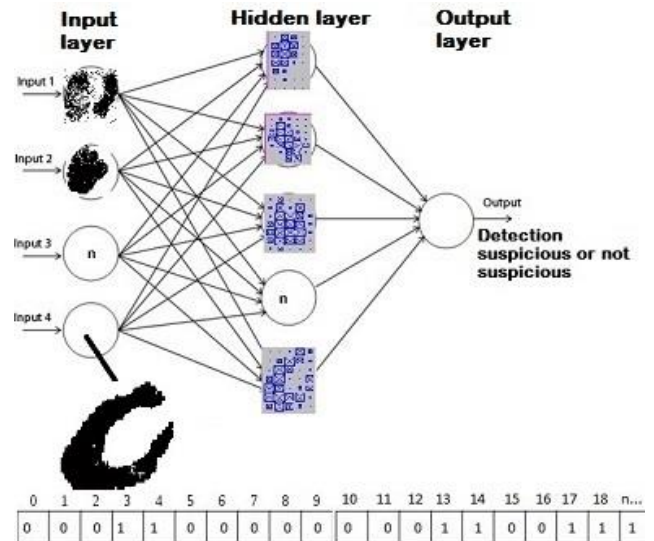 Input layer
Hidden layer
Output layer
Input 1
Input 2
Input 3
n
Input 4
n
Output
Detection
suspicious or not
suspicious
0 1 2 3 4 5 6 7 8 9 10 11 12 13 14 15 16 17 18 n...
0 0 0 1 1 0 0 0 0 0 0 0 0 1 1 0 0 1 1 1